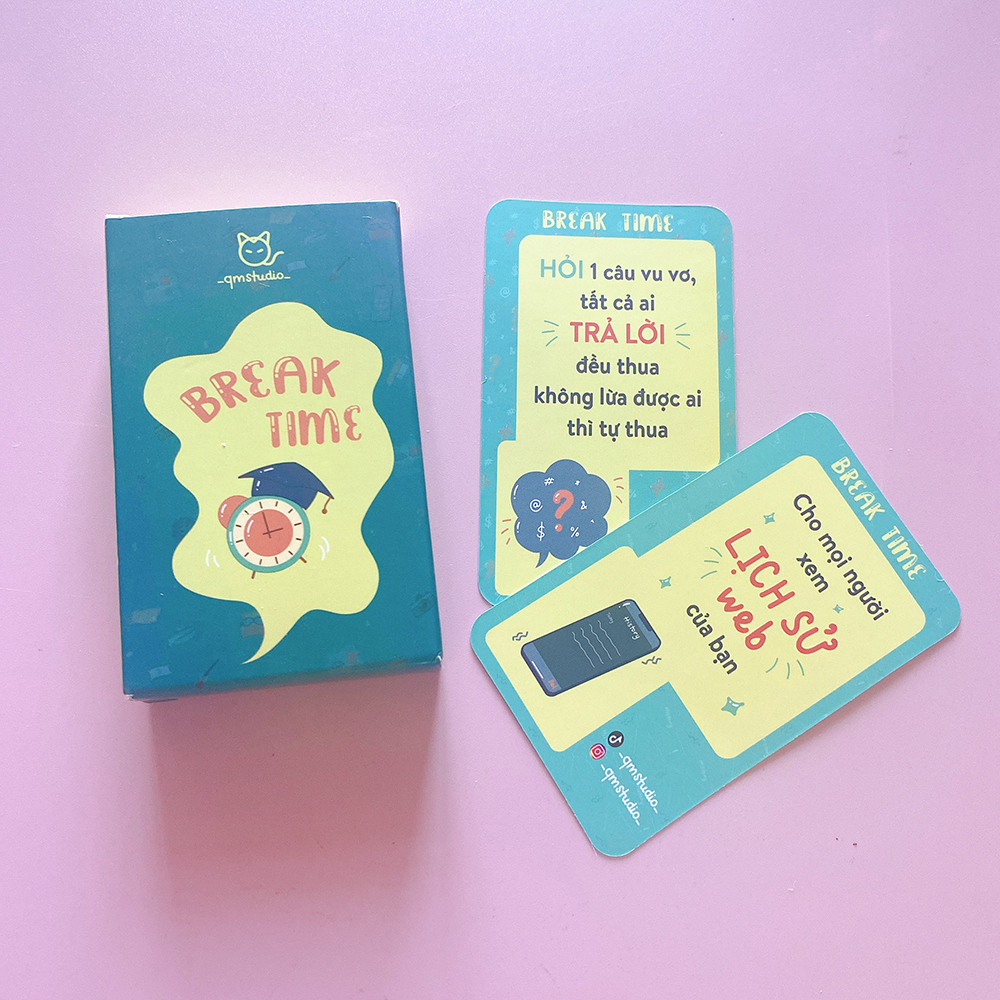 _qmstudio_
BREAK
TIME
BREAK TIME
HỎI 1 câu vu vơ,
tất cả ai
TRẢ LỜI
đều thua
không lừa được ai
thì tự thua
#
@
?
&
$
%
BREAK TIME
Cho mọi người
xem
LỊCH SỬ
web
của bạn
History
_qmstudio_
_qmstudio_